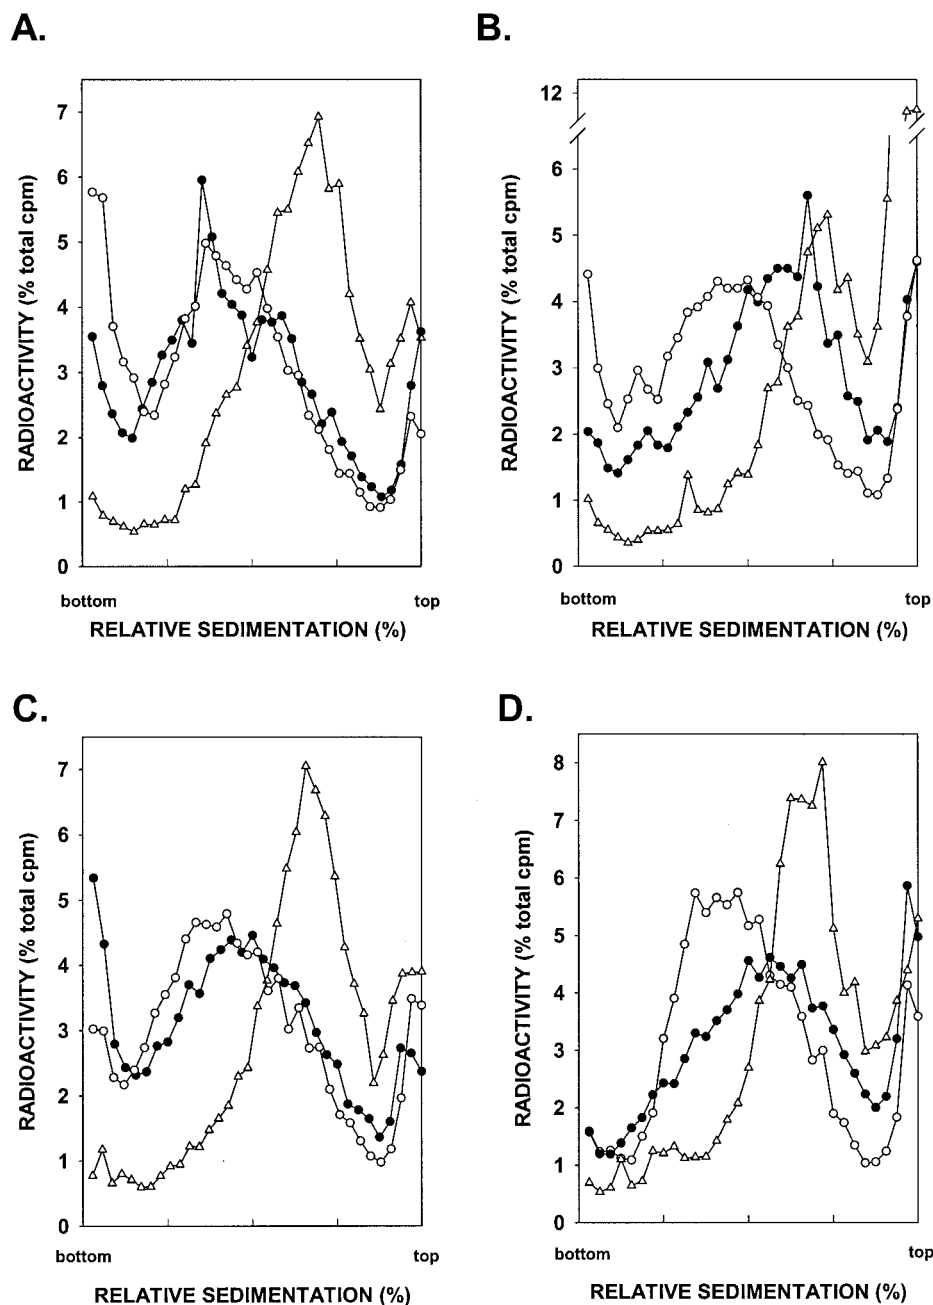 A.
RADIOACTIVITY (% total cpm)
7
6
5
4
3
2
1
0
bottom
top
RELATIVE SEDIMENTATION (%)
B.
RADIOACTIVITY (% total cpm)
12
6
5
4
3
2
1
0
bottom
top
RELATIVE SEDIMENTATION (%)
C.
RADIOACTIVITY (% total cpm)
7
6
5
4
3
2
1
0
bottom
top
RELATIVE SEDIMENTATION (%)
D.
RADIOACTIVITY (% total cpm)
8
7
6
5
4
3
2
1
0
bottom
top
RELATIVE SEDIMENTATION (%)